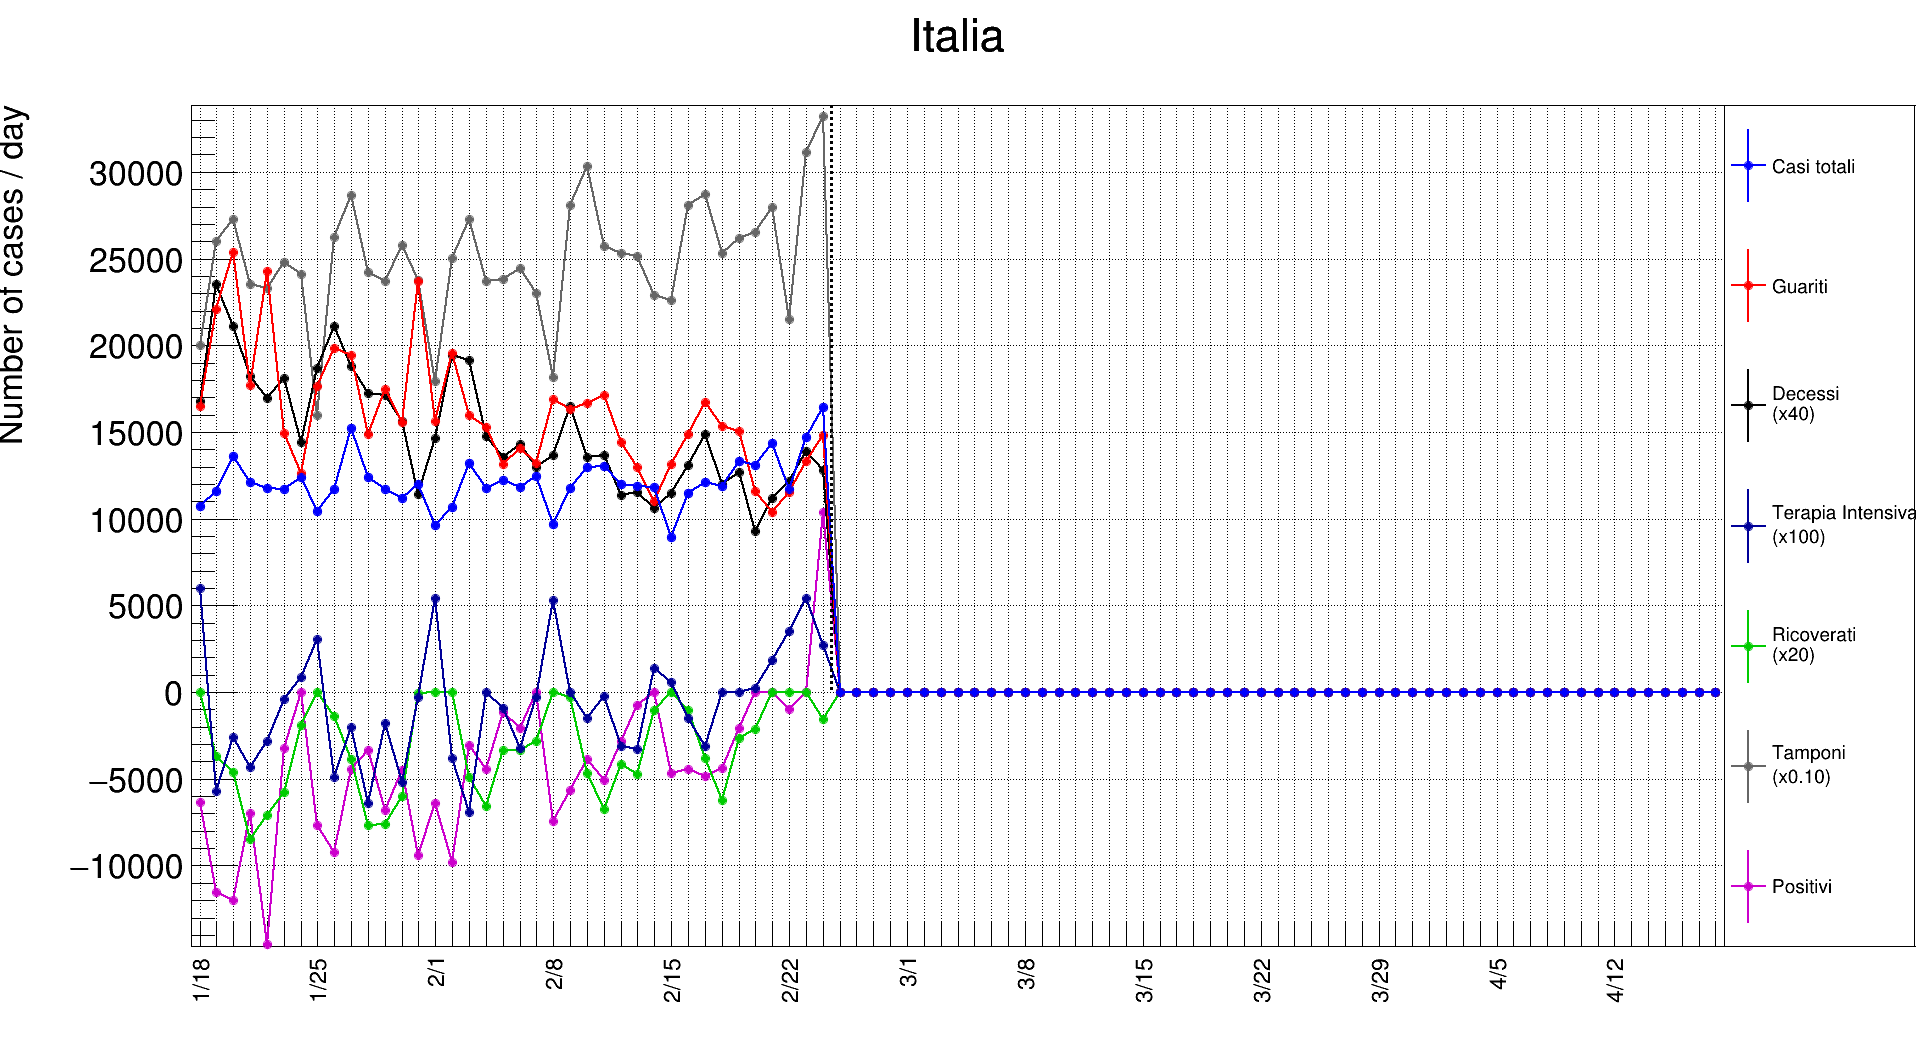 Italia
Number of cases / day
30000
25000
20000
15000
10000
5000
0
−5000
−10000
1/18
1/25
2/1
2/8
2/15
2/22
3/1
3/8
3/15
3/22
3/29
4/5
4/12
Casi totali
Guariti
Decessi
(x40)
Terapia Intensiva
(x100)
Ricoverati
(x20)
Tamponi
(x0.10)
Positivi